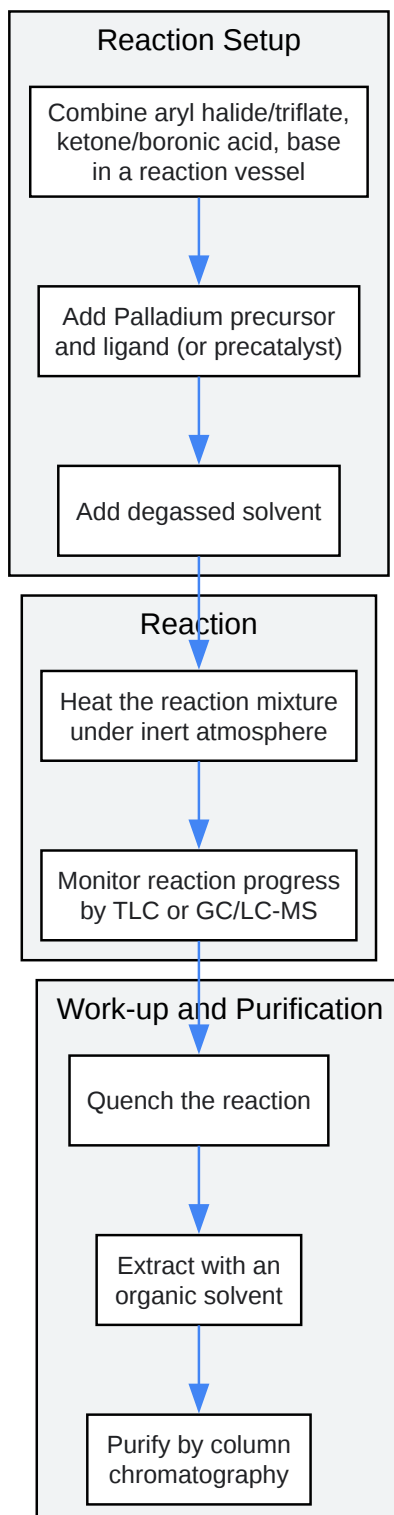 Reaction Setup
Combine aryl halide/triflate,
ketone/boronic acid, base
in a reaction vessel
Add Palladium precursor
and ligand (or precatalyst)
Add degassed solvent
Reaction
Heat the reaction mixture
under inert atmosphere
Monitor reaction progress
by TLC or GC/LC-MS
Work-up and Purification
Quench the reaction
Extract with an
organic solvent
Purify by column
chromatography